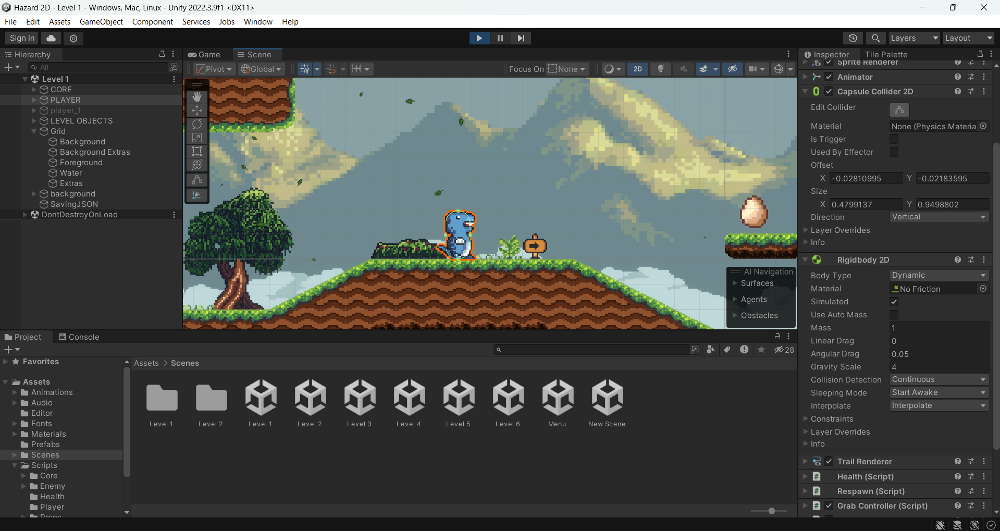 Hazard 2D - Level 1 - Windows, Mac, Linux - Unity 2022.3.9f1 <DX11>
File Edit Assets GameObject Component Services Jobs Window Help
Sign in
Layers
Layout
Hierarchy
All
Level 1
CORE
PLAYER
player_1
LEVEL OBJECTS
Grid
Background
Background Extras
Foreground
Water
Extras
background
SavingJSON
DontDestroyOnLoad
Game
Scene
Pivot
Global
Focus On
None
2D
AI Navigation
Surfaces
Agents
Obstacles
Inspector
Tile Palette
Sprite Renderer
Animator
Capsule Collider 2D
Edit Collider
Material None (Physics Materia
Is Trigger
Used By Effector
Offset
X -0.02810995 Y -0.02183595
Size
X 0.4799137 Y 0.9498802
Direction Vertical
Layer Overrides
Info
Rigidbody 2D
Body Type Dynamic
Material No Friction
Simulated
Use Auto Mass
Mass 1
Linear Drag 0
Angular Drag 0.05
Gravity Scale 4
Collision Detection Continuous
Sleeping Mode Start Awake
Interpolate Interpolate
Constraints
Layer Overrides
Info
Trail Renderer
Health (Script)
Respawn (Script)
Grab Controller (Script)
Project
Console
28
Favorites
Assets
Animations
Audio
Editor
Fonts
Materials
Prefabs
Scenes
Scripts
Core
Enemy
Health
Player
Props
Assets > Scenes
Level 1
Level 2
Level 1
Level 2
Level 3
Level 4
Level 5
Level 6
Menu
New Scene